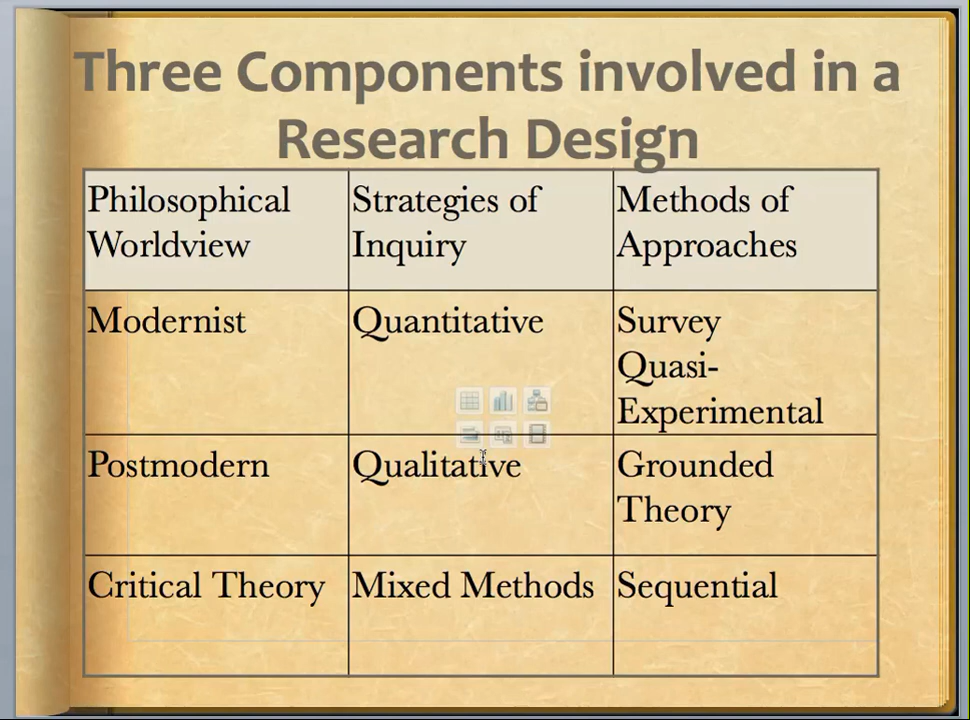 Three Components involved in a
Research Design
Philosophical Worldview
Strategies of Inquiry
Methods of Approaches
Modernist
Quantitative
Survey
Quasi-
Experimental
Postmodern
Qualitative
Grounded
Theory
Critical Theory
Mixed Methods
Sequential